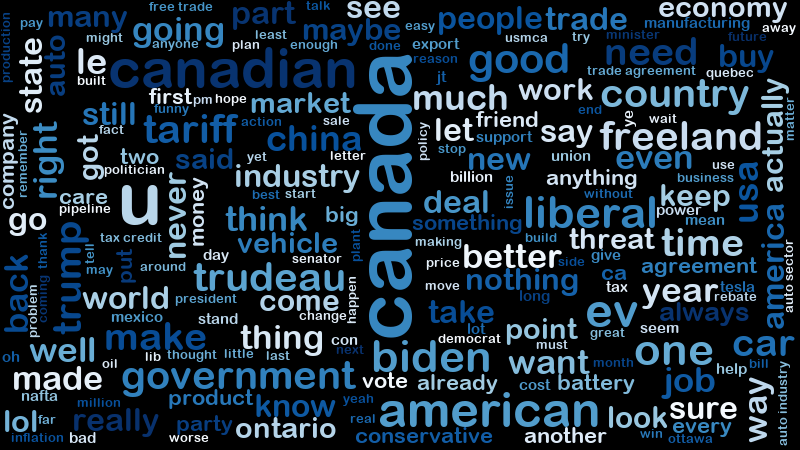 free trade talk see economy
pay many part maybe easy people trade manufacturing away
production might going anyone least enough done export usmca try minister future
plan reason need buy
le canadian good trade agreement quebec
state auto built jt
first pm hope market canada much work country
funny still action sale friend end ye wait matter
fact tariff china let say freeland actually
company remember right got two said yet letter policy support stop new union even use
politician industry billion anything business
care u never money best start issue without keep usa
go pipeline think big deal liberal power mean
thank tax credit vehicle plant something threat time
back trump tell day senator making build better america
coming may put around trudeau price side give agreement auto sector
problem world president come happen move nothing ca tax year tesla rebate
mexico stand change long take ev always
make thing con lot point great seem
oh well lib thought little last next democrat must one car
oil biden want month help bill
made government vote already cost battery job
nafta million product know yeah american look sure way auto industry
lol far really party real every
inflation bad worse ontario conservative another win ottawa